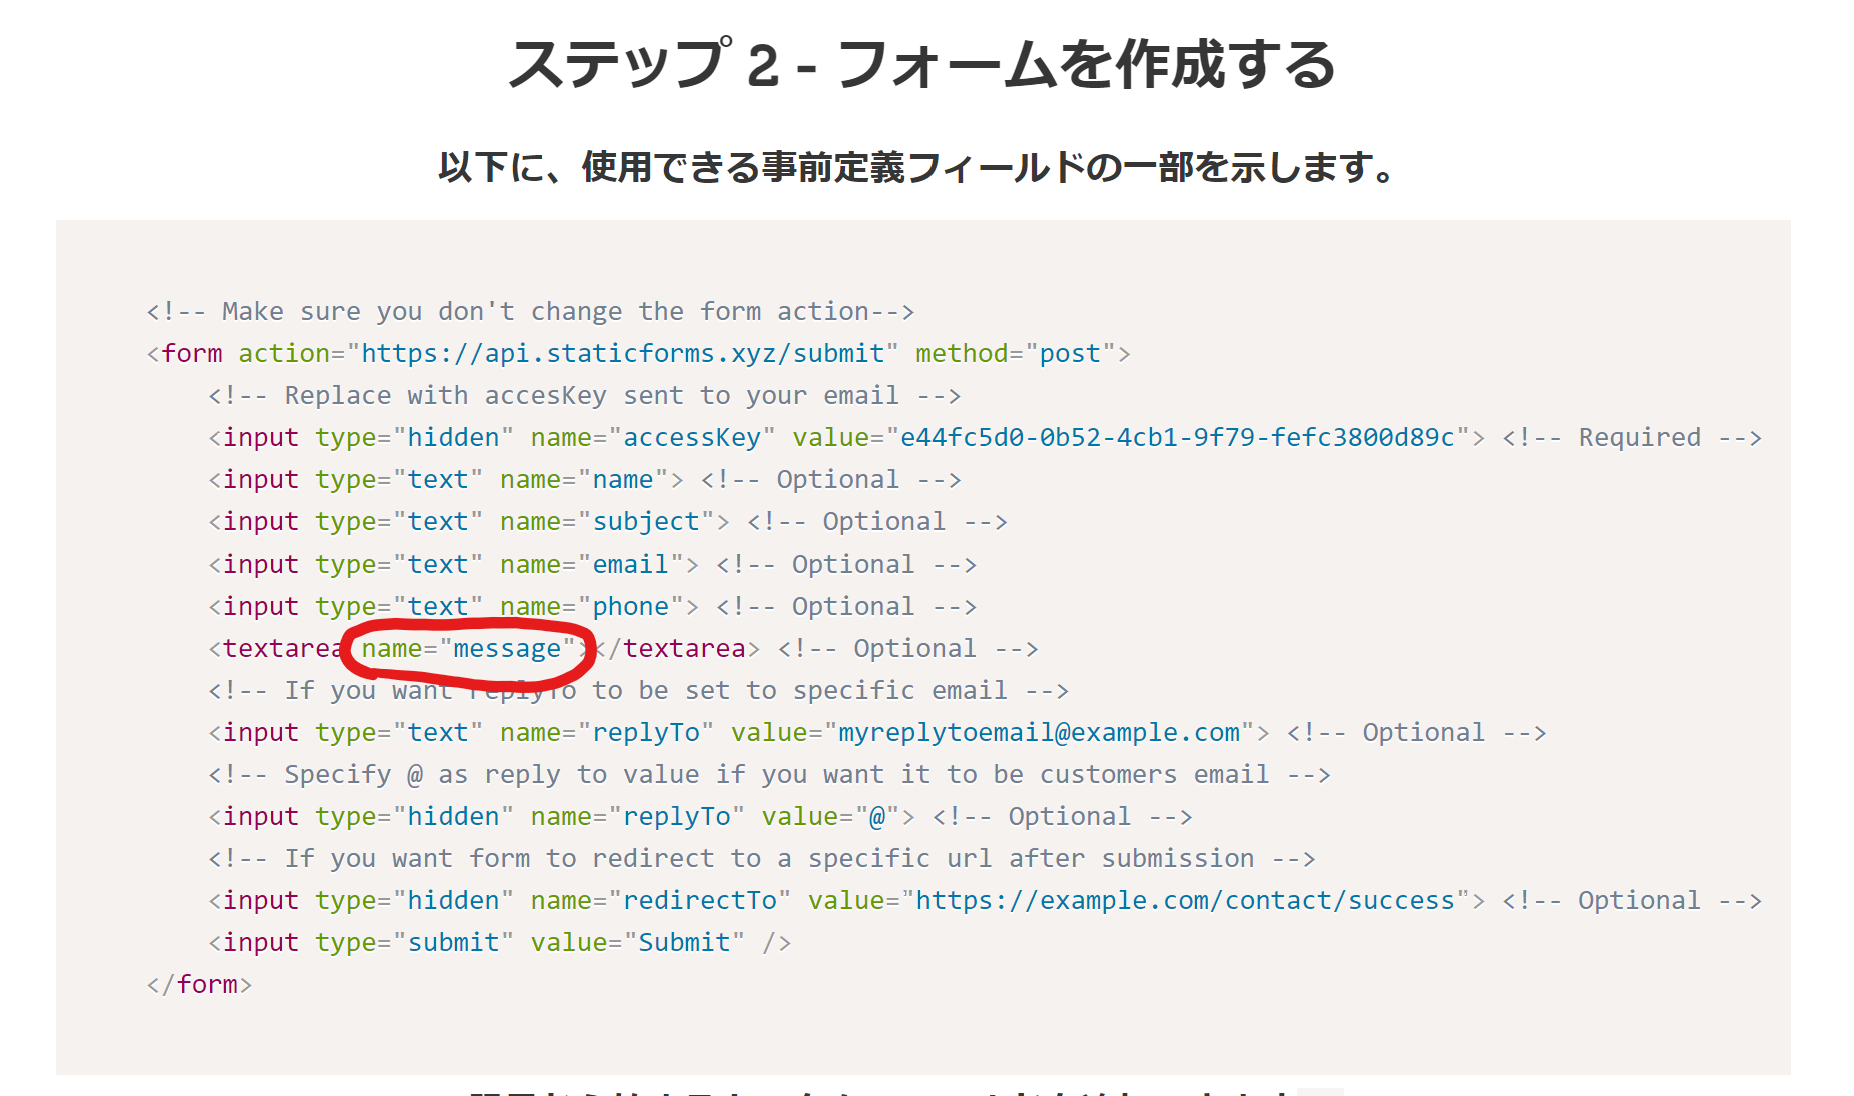 ステップ 2 - フォームを作成する
以下に、使用できる事前定義フィールドの一部を示します。
<!-- Make sure you don't change the form action-->
<form action="https://api.staticforms.xyz/submit" method="post">
<!-- Replace with accesKey sent to your email -->
<input type="hidden" name="accessKey" value="e44fc5d0-0b52-4cb1-9f79-fefc3800d89c"> <!-- Required -->
<input type="text" name="name"> <!-- Optional -->
<input type="text" name="subject"> <!-- Optional -->
<input type="text" name="email"> <!-- Optional -->
<input type="text" name="phone"> <!-- Optional -->
<textarea name="message"></textarea> <!-- Optional -->
<!-- If you want replyTo to be set to specific email -->
<input type="text" name="replyTo" value="myreplytoemail@example.com"> <!-- Optional -->
<!-- Specify @ as reply to value if you want it to be customers email -->
<input type="hidden" name="replyTo" value="@"> <!-- Optional -->
<!-- If you want form to redirect to a specific url after submission -->
<input type="hidden" name="redirectTo" value="https://example.com/contact/success"> <!-- Optional -->
<input type="submit" value="Submit" />
</form>